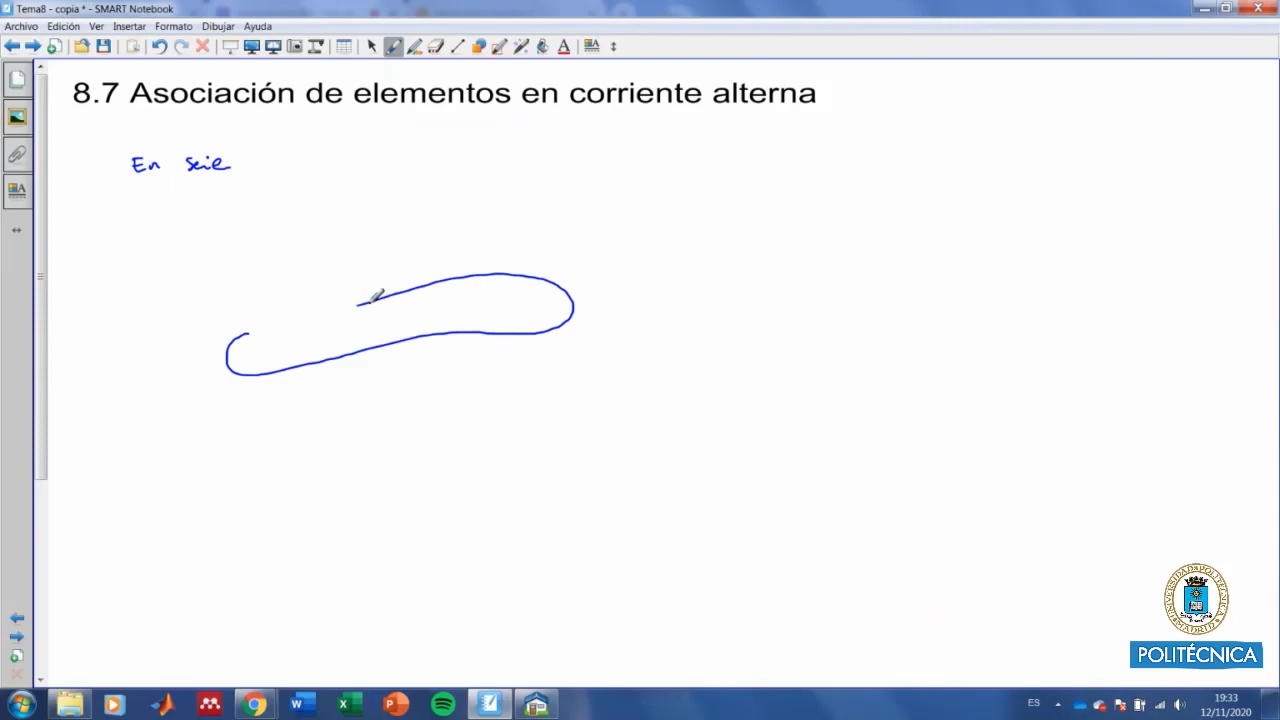 Tema8 - copia * - SMART Notebook
Archivo Edición Ver Insertar Formato Dibujar Ayuda
8.7 Asociación de elementos en corriente alterna
En serie
POLITÉCNICA
ES
19:33
12/11/2020